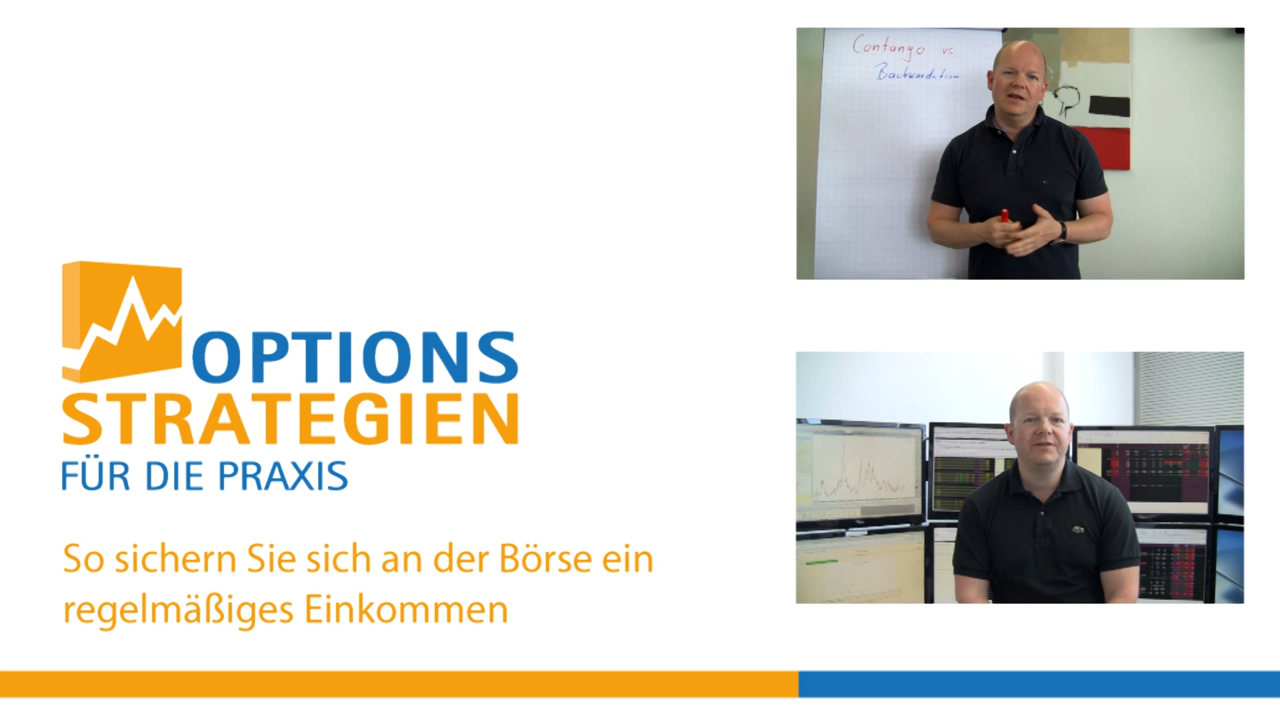 Contango vs
Backwardation
OPTIONS
STRATEGIEN
FÜR DIE PRAXIS
So sichern Sie sich an der Börse ein
regelmäßiges Einkommen